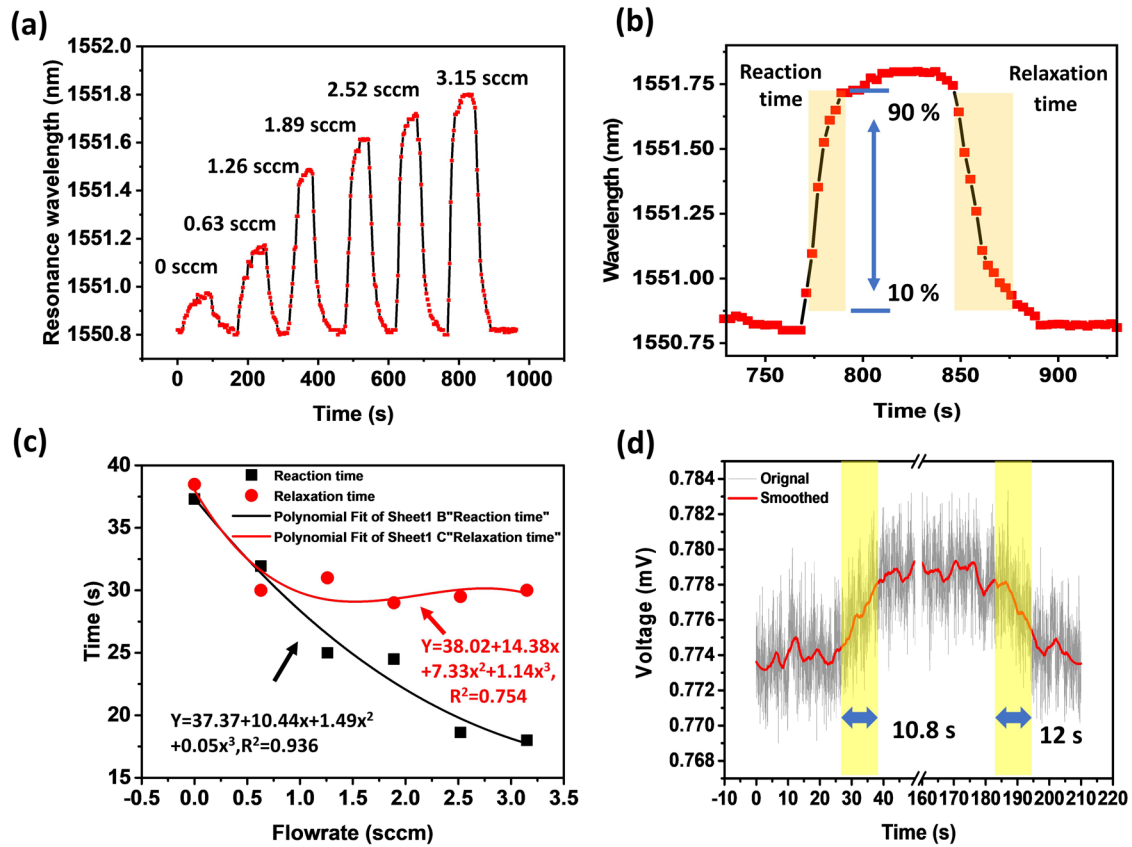 (a)
Resonance wavelength (nm)
1552.0
1551.8
1551.6
1551.4
1551.2
1551.0
1550.8
0 sccm
0.63 sccm
1.26 sccm
1.89 sccm
2.52 sccm
3.15 sccm
0 200 400 600 800 1000
Time (s)
(b)
Wavelength (nm)
1551.75
1551.50
1551.25
1551.00
1550.75
Reaction
time
Relaxation
time
90 %
10 %
750 800 850 900
Time (s)
(c)
Time (s)
40
35
30
25
20
15
Reaction time
Relaxation time
Polynomial Fit of Sheet1 B"Reaction time"
Polynomial Fit of Sheet1 C"Relaxation time"
Y=38.02+14.38x
+7.33x²+1.14x³,
R²=0.754
Y=37.37+10.44x+1.49x²
+0.05x³,R²=0.936
-0.5 0.0 0.5 1.0 1.5 2.0 2.5 3.0 3.5
Flowrate (sccm)
(d)
Voltage (mV)
0.784
0.782
0.780
0.778
0.776
0.774
0.772
0.770
0.768
Orignal
Smoothed
10.8 s
12 s
-10 0 10 20 30 40 160 170 180 190 200 210 220
Time (s)